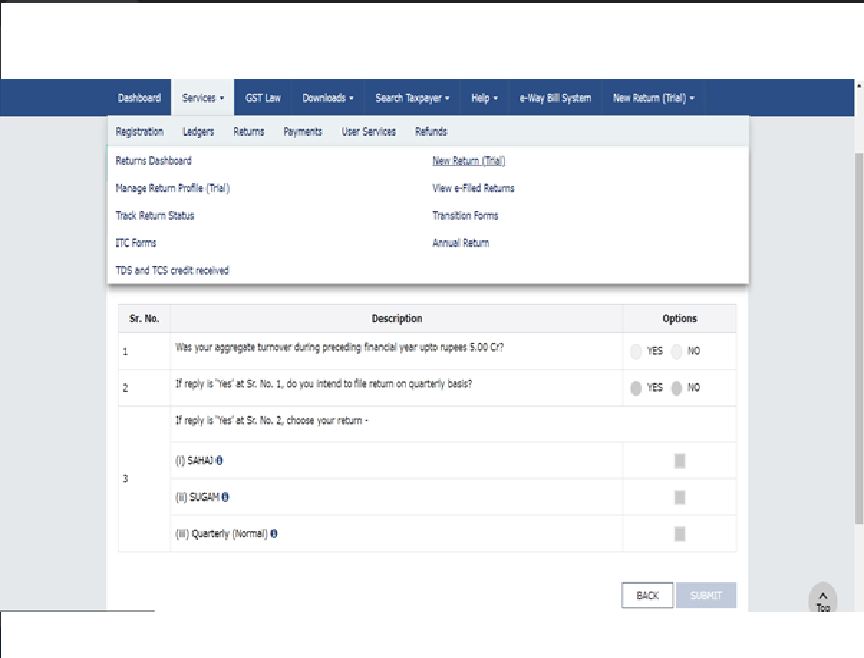 Dashboard Services GST Law Downloads Search Taxpayer Help e-Way Bill System New Return (Trial)
Registration Ledgers Returns Payments User Services Refunds
Returns Dashboard New Return (Trial)
Manage Return Profile (Trial) View e-Filed Returns
Track Return Status Transition Forms
ITC Forms Annual Return
TDS and TCS credit received
Sr. No. Description Options
1 Was your aggregate turnover during preceding financial year upto rupees 5.00 Cr? YES NO
2 If reply is 'Yes' at Sr. No. 1, do you intend to file return on quarterly basis? YES NO
If reply is 'Yes' at Sr. No. 2, choose your return -
3
(i) SAHAJ
(ii) SUGAM
(iii) Quarterly (Normal)
BACK SUBMIT
Top